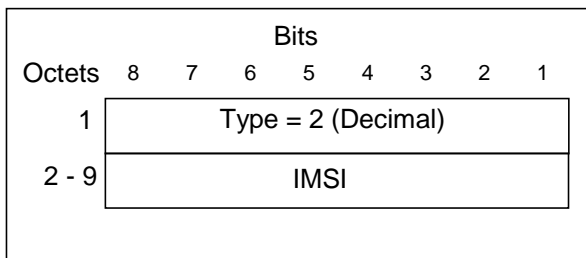 Bits
Octets 8 7 6 5 4 3 2 1
1 Type = 2 (Decimal)
2 - 9 IMSI